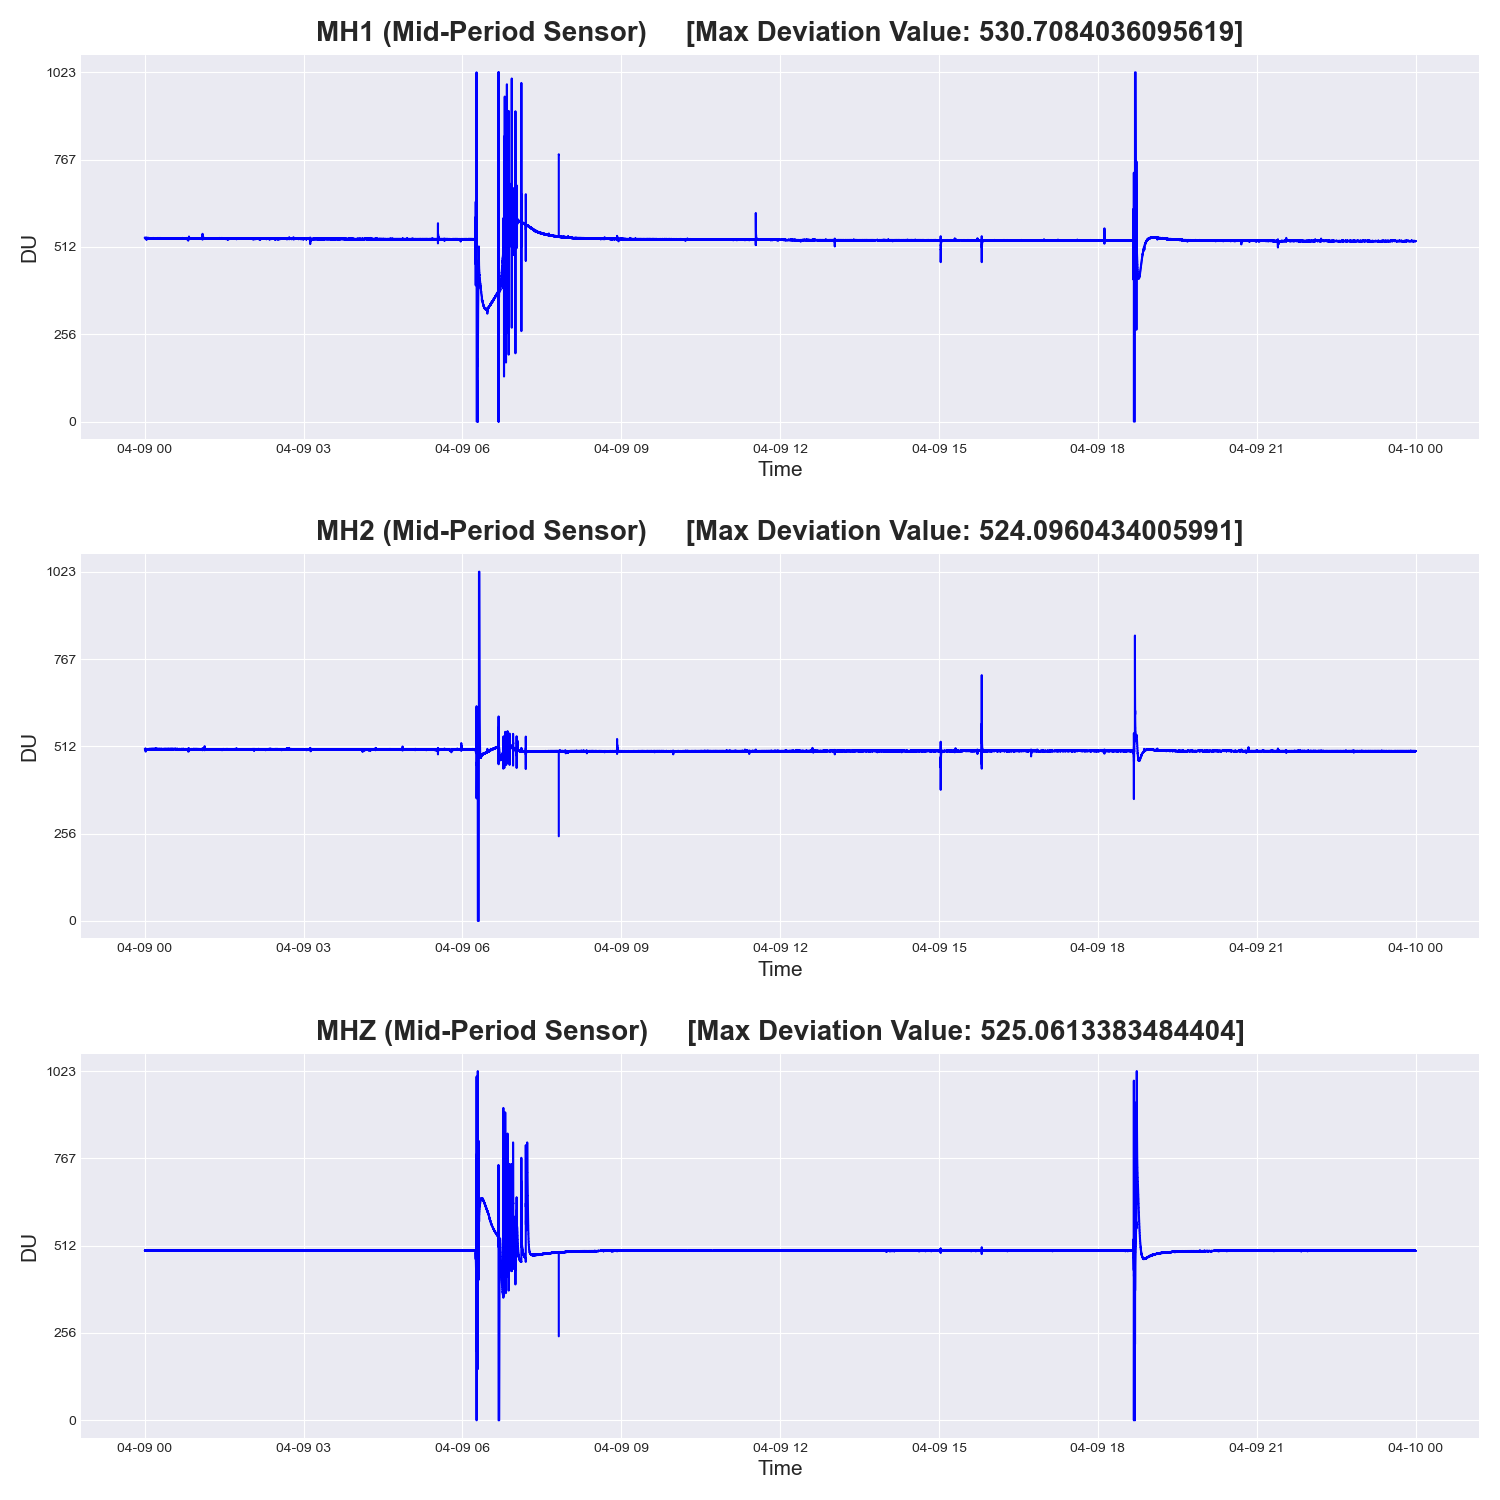 MH1 (Mid-Period Sensor) [Max Deviation Value: 530.7084036095619]
1023
767
512
256
0
DU
04-09 00 04-09 03 04-09 06 04-09 09 04-09 12 04-09 15 04-09 18 04-09 21 04-10 00
Time
MH2 (Mid-Period Sensor) [Max Deviation Value: 524.0960434005991]
1023
767
512
256
0
DU
04-09 00 04-09 03 04-09 06 04-09 09 04-09 12 04-09 15 04-09 18 04-09 21 04-10 00
Time
MHZ (Mid-Period Sensor) [Max Deviation Value: 525.0613383484404]
1023
767
512
256
0
DU
04-09 00 04-09 03 04-09 06 04-09 09 04-09 12 04-09 15 04-09 18 04-09 21 04-10 00
Time